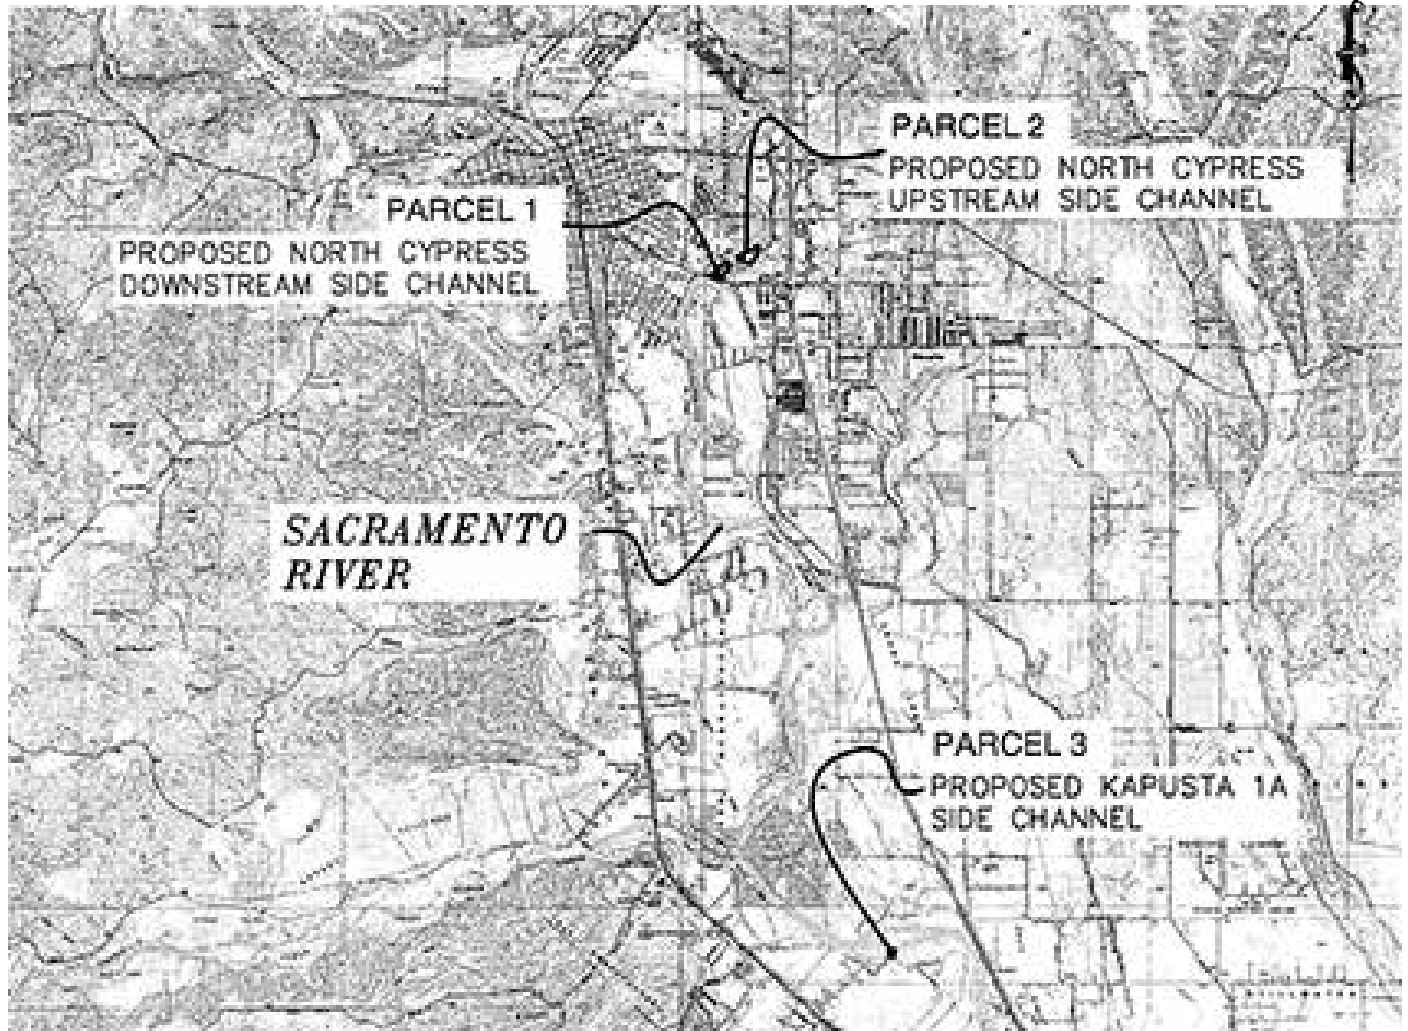 PARCEL 2
PROPOSED NORTH CYPRESS
UPSTREAM SIDE CHANNEL
PARCEL 1
PROPOSED NORTH CYPRESS
DOWNSTREAM SIDE CHANNEL
SACRAMENTO
RIVER
PARCEL 3
PROPOSED KAPUSTA 1A
SIDE CHANNEL